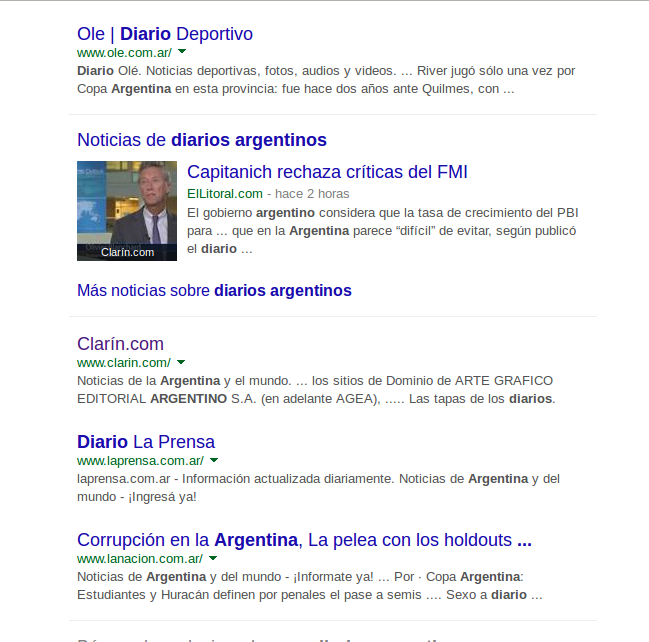 Ole | Diario Deportivo
www.ole.com.ar/
Diario Olé. Noticias deportivas, fotos, audios y videos. ... River jugó sólo una vez por
Copa Argentina en esta provincia: fue hace dos años ante Quilmes, con ...
Noticias de diarios argentinos
Capitanich rechaza críticas del FMI
ElLitoral.com - hace 2 horas
El gobierno argentino considera que la tasa de crecimiento del PBI
para ... que en la Argentina parece “difícil” de evitar, según publicó
el diario ...
Clarín.com
Más noticias sobre diarios argentinos
Clarín.com
www.clarin.com/
Noticias de la Argentina y el mundo. ... los sitios de Dominio de ARTE GRAFICO
EDITORIAL ARGENTINO S.A. (en adelante AGEA), ..... Las tapas de los diarios.
Diario La Prensa
www.laprensa.com.ar/
laprensa.com.ar - Información actualizada diariamente. Noticias de Argentina y del
mundo - ¡Ingresá ya!
Corrupción en la Argentina, La pelea con los holdouts ...
www.lanacion.com.ar/
Noticias de Argentina y del mundo - ¡Informate ya! ... Por · Copa Argentina:
Estudiantes y Huracán definen por penales el pase a semis .... Sexo a diario ...